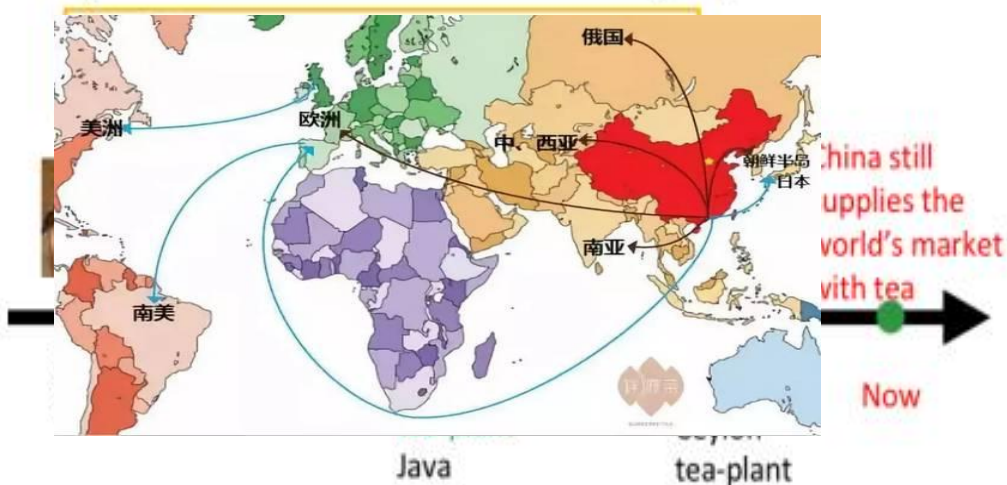 俄国
美洲
欧洲
中、西亚
朝鲜半岛
日本
南亚
南美
China still
supplies the
world's market
with tea
Now
Java
tea-plant